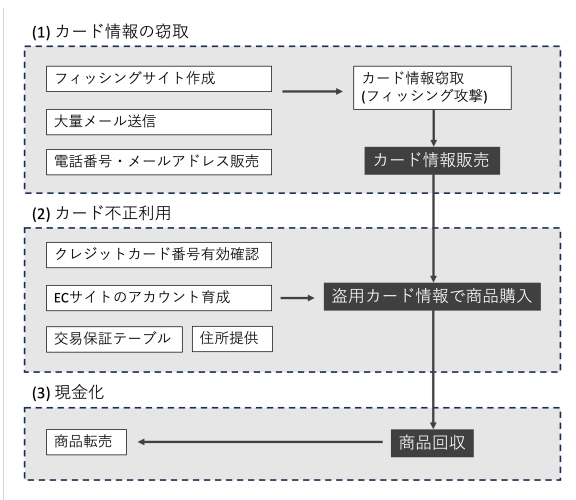 (1) カード情報の窃取
フィッシングサイト作成
大量メール送信
電話番号・メールアドレス販売
カード情報窃取
(フィッシング攻撃)
カード情報販売
(2) カード不正利用
クレジットカード番号有効確認
ECサイトのアカウント育成
交易保証テーブル
住所提供
盗用カード情報で商品購入
(3) 現金化
商品転売
商品回収